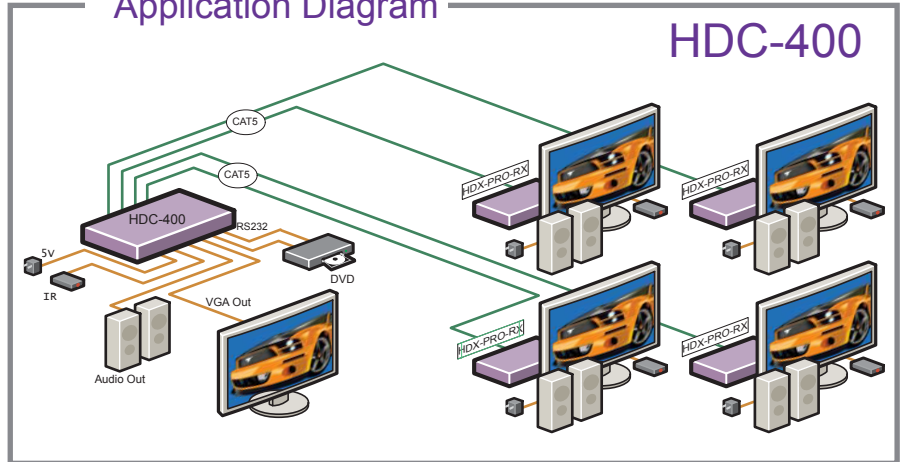 Application Diagram
HDC-400
CAT5
CAT5
HDX-PRO-RX
HDX-PRO-RX
HDC-400
RS232
5V
IR
DVD
VGA Out
Audio Out
HDX-PRO-RX
HDX-PRO-RX